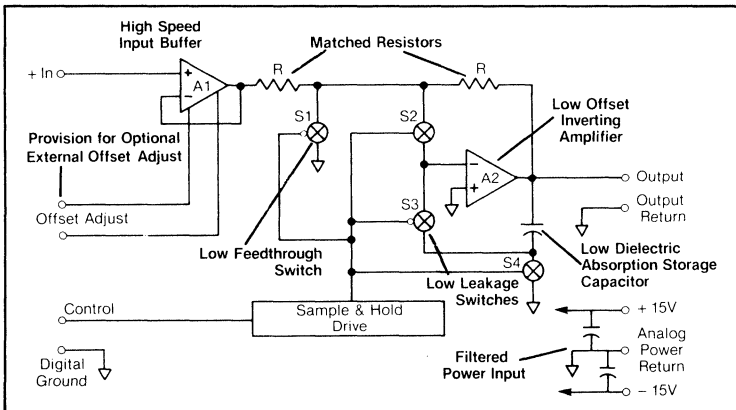 High Speed
Input Buffer
Matched Resistors
+ In
+
−
A1
R
R
S1
S2
Low Offset
Inverting
Amplifier
Provision for Optional
External Offset Adjust
−
+
A2
Output
Output
Return
S3
Offset Adjust
Low Feedthrough
Switch
Low Leakage
Switches
S4
Low Dielectric
Absorption Storage
Capacitor
Control
Sample & Hold
Drive
+ 15V
Analog
Power
Return
Filtered
Power Input
Digital
Ground
− 15V